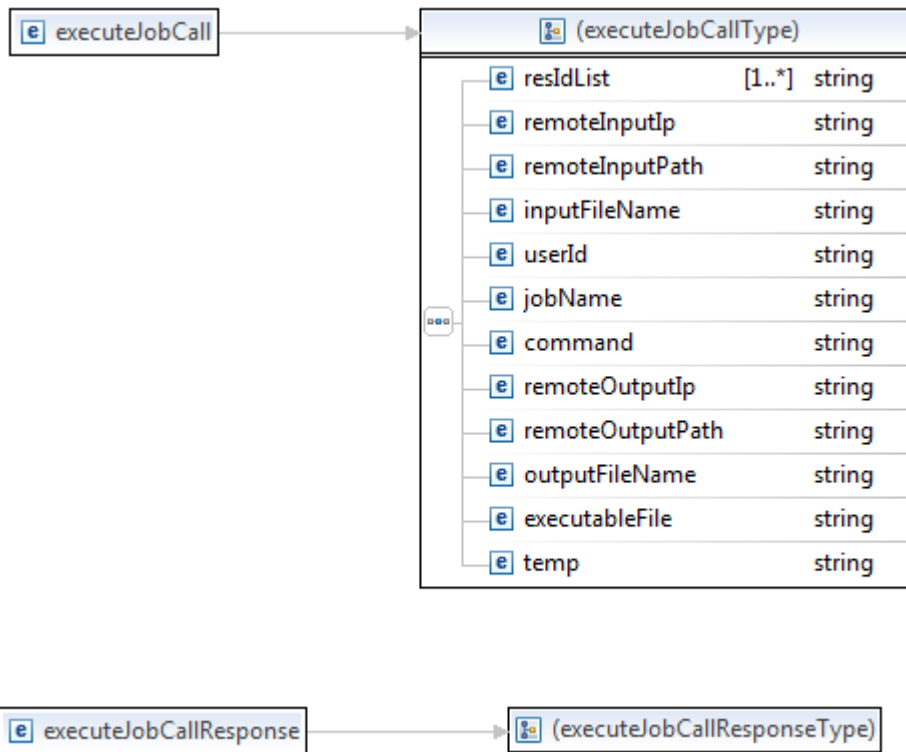 e executeJobCall
(executeJobCallType)
e resIdList [1..*] string
e remoteInputIp string
e remoteInputPath string
e inputFileName string
e userId string
e jobName string
e command string
e remoteOutputIp string
e remoteOutputPath string
e outputFileName string
e executableFile string
e temp string
e executeJobCallResponse
(executeJobCallResponseType)